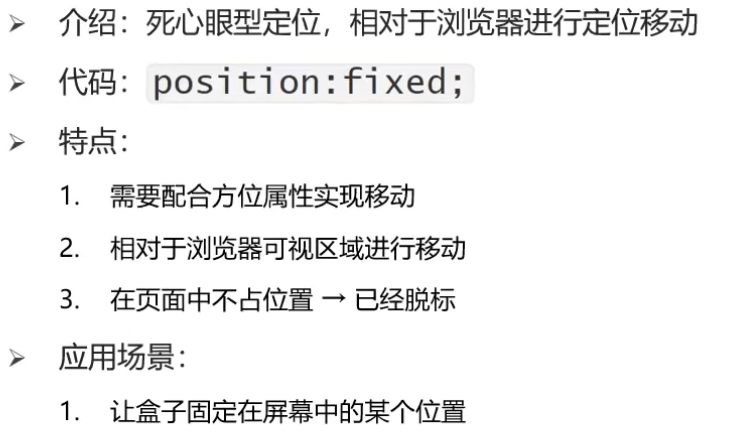 ➢ 介绍：死心眼型定位，相对于浏览器进行定位移动
➢ 代码：position:fixed;
➢ 特点：
1. 需要配合方位属性实现移动
2. 相对于浏览器可视区域进行移动
3. 在页面中不占位置 → 已经脱标
➢ 应用场景：
1. 让盒子固定在屏幕中的某个位置